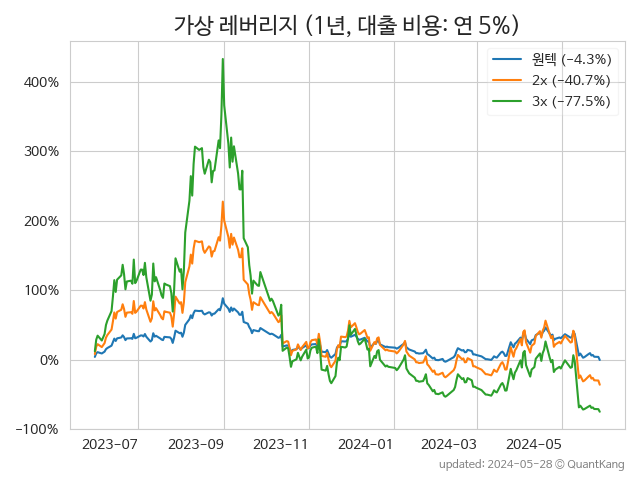 가상 레버리지 (1년, 대출 비용: 연 5%)
원텍 (-4.3%)
2x (-40.7%)
3x (-77.5%)
400%
300%
200%
100%
0%
-100%
2023-07
2023-09
2023-11
2024-01
2024-03
2024-05
updated: 2024-05-28 © QuantKang